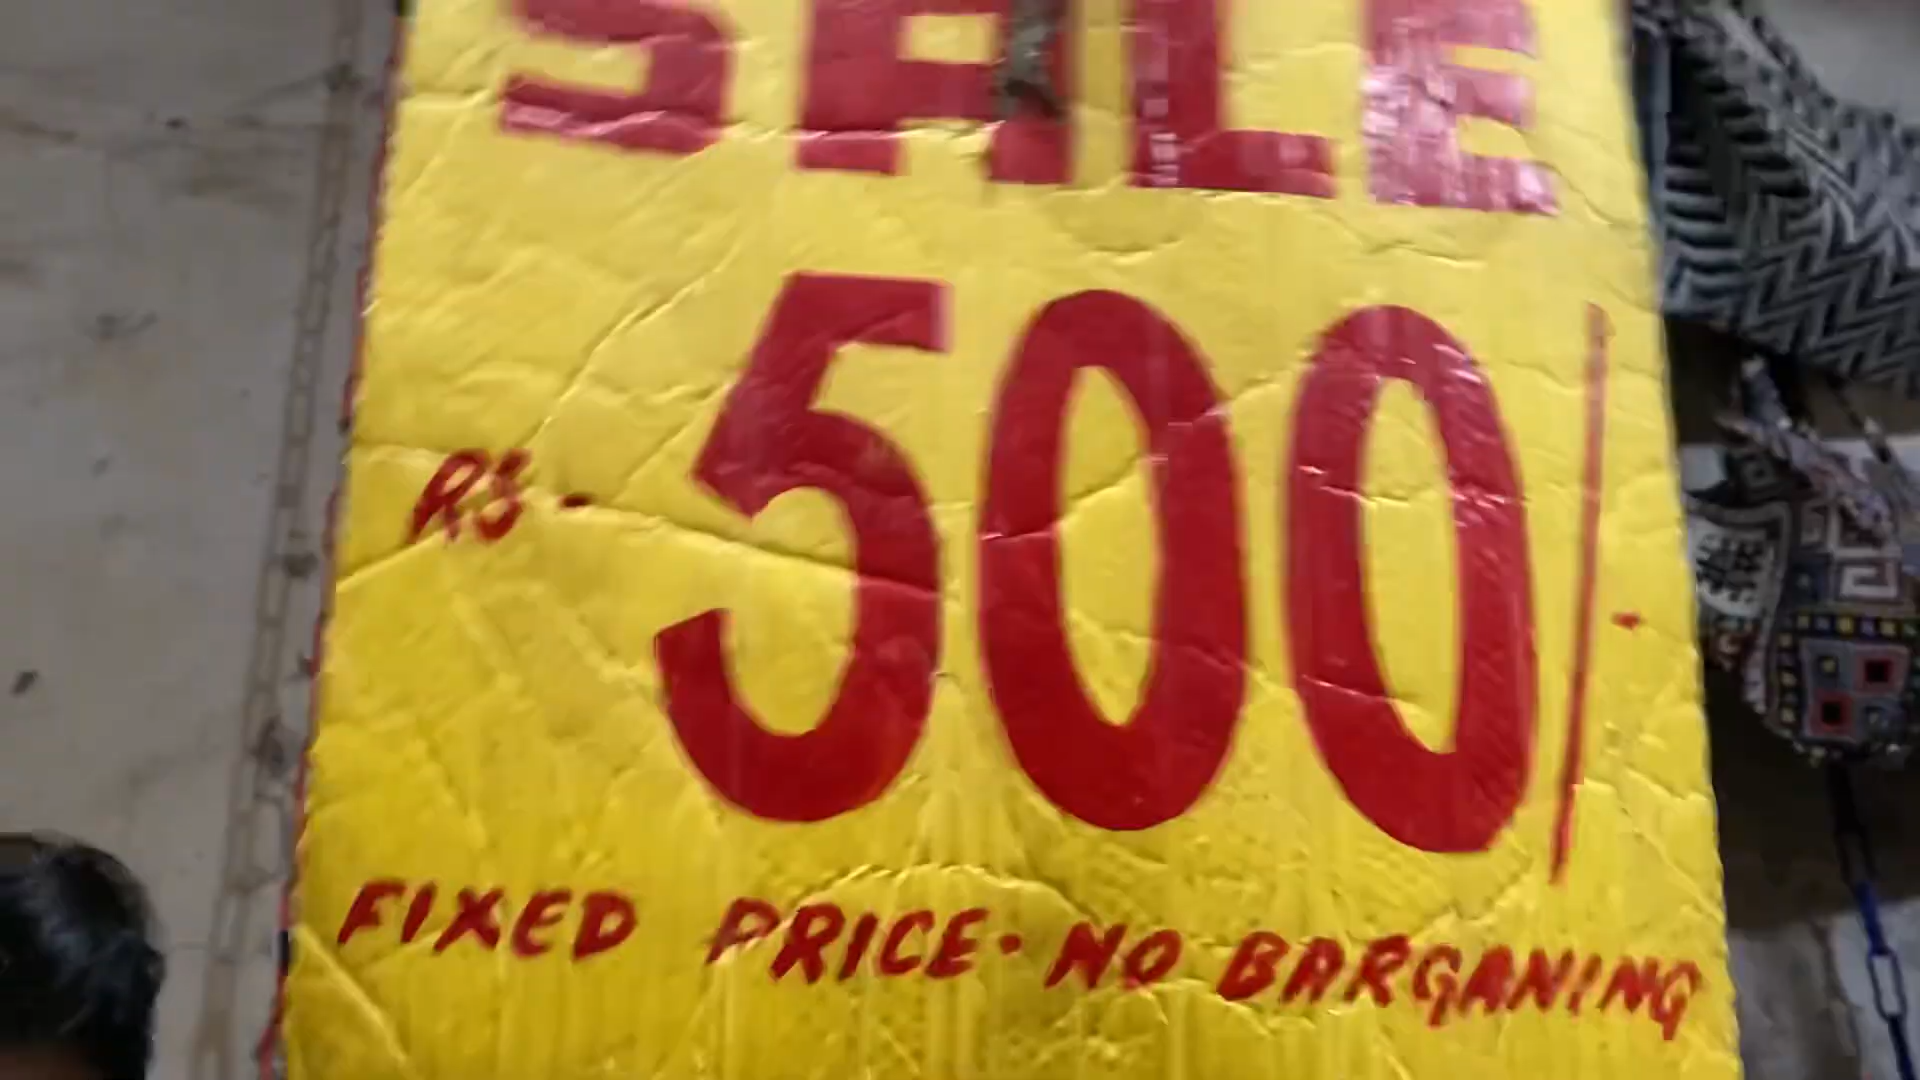 SALE
RS - 500/-
FIXED PRICE · NO BARGANING